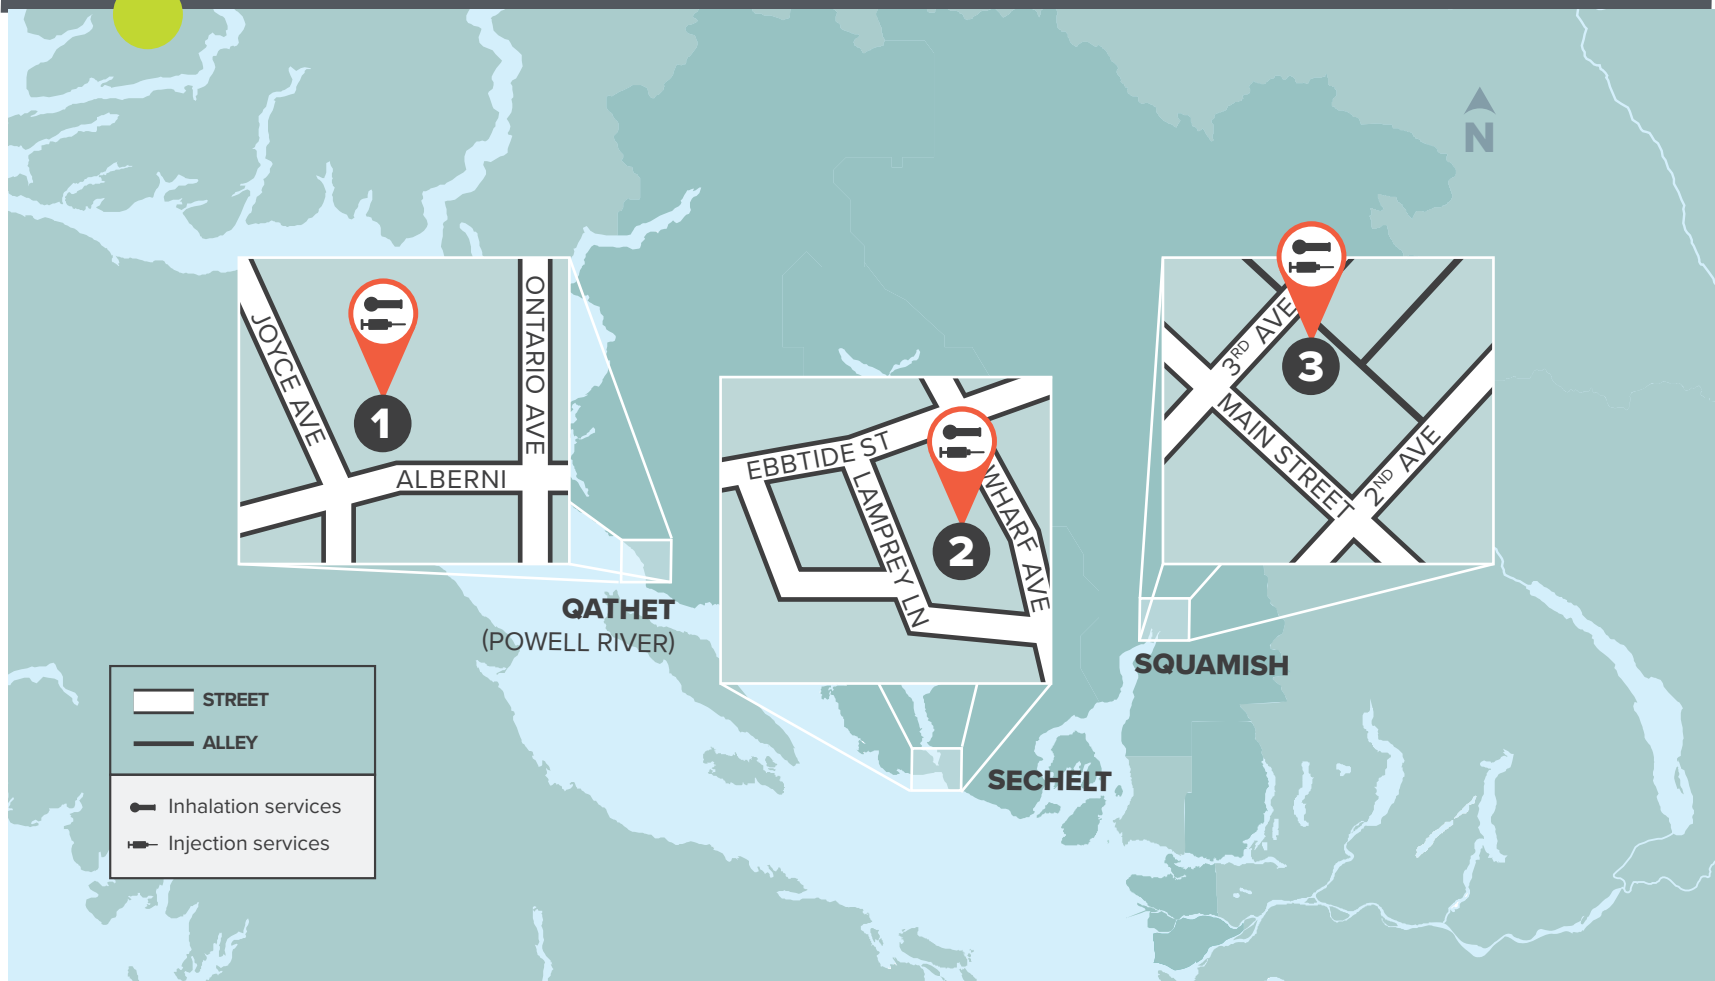 N
JOYCE AVE
ONTARIO AVE
ALBERNI
1
QATHET
(POWELL RIVER)
EBBTIDE ST
LAMPREY LN
WHARF AVE
2
SECHELT
3RD AVE
MAIN STREET
2ND AVE
3
SQUAMISH
STREET
ALLEY
Inhalation services
Injection services